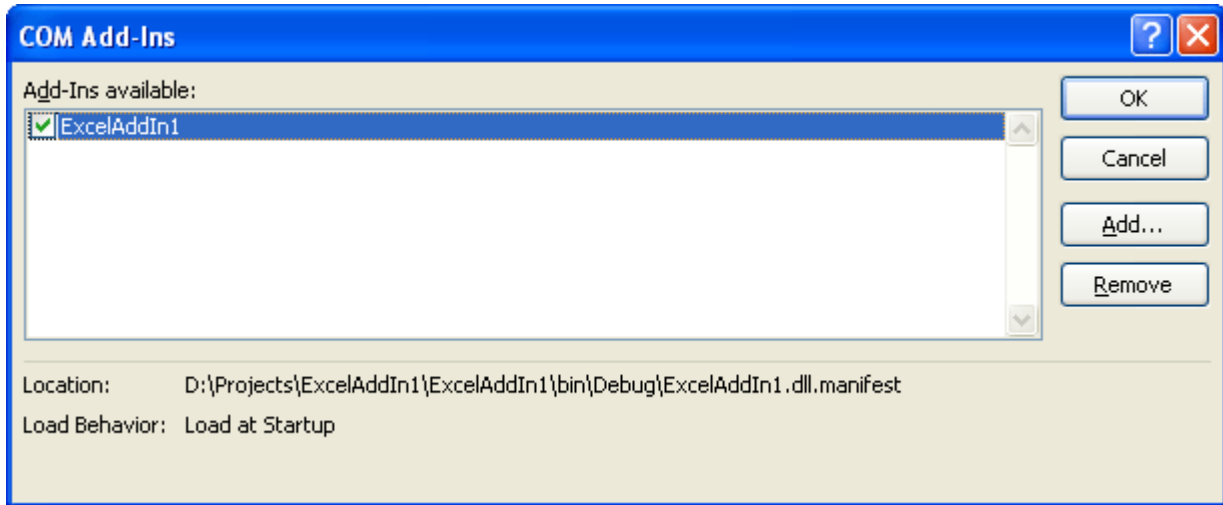 COM Add-Ins
Add-Ins available:
OK
ExcelAddIn1
Cancel
Add...
Remove
Location: D:\Projects\ExcelAddIn1\ExcelAddIn1\bin\Debug\ExcelAddIn1.dll.manifest
Load Behavior: Load at Startup